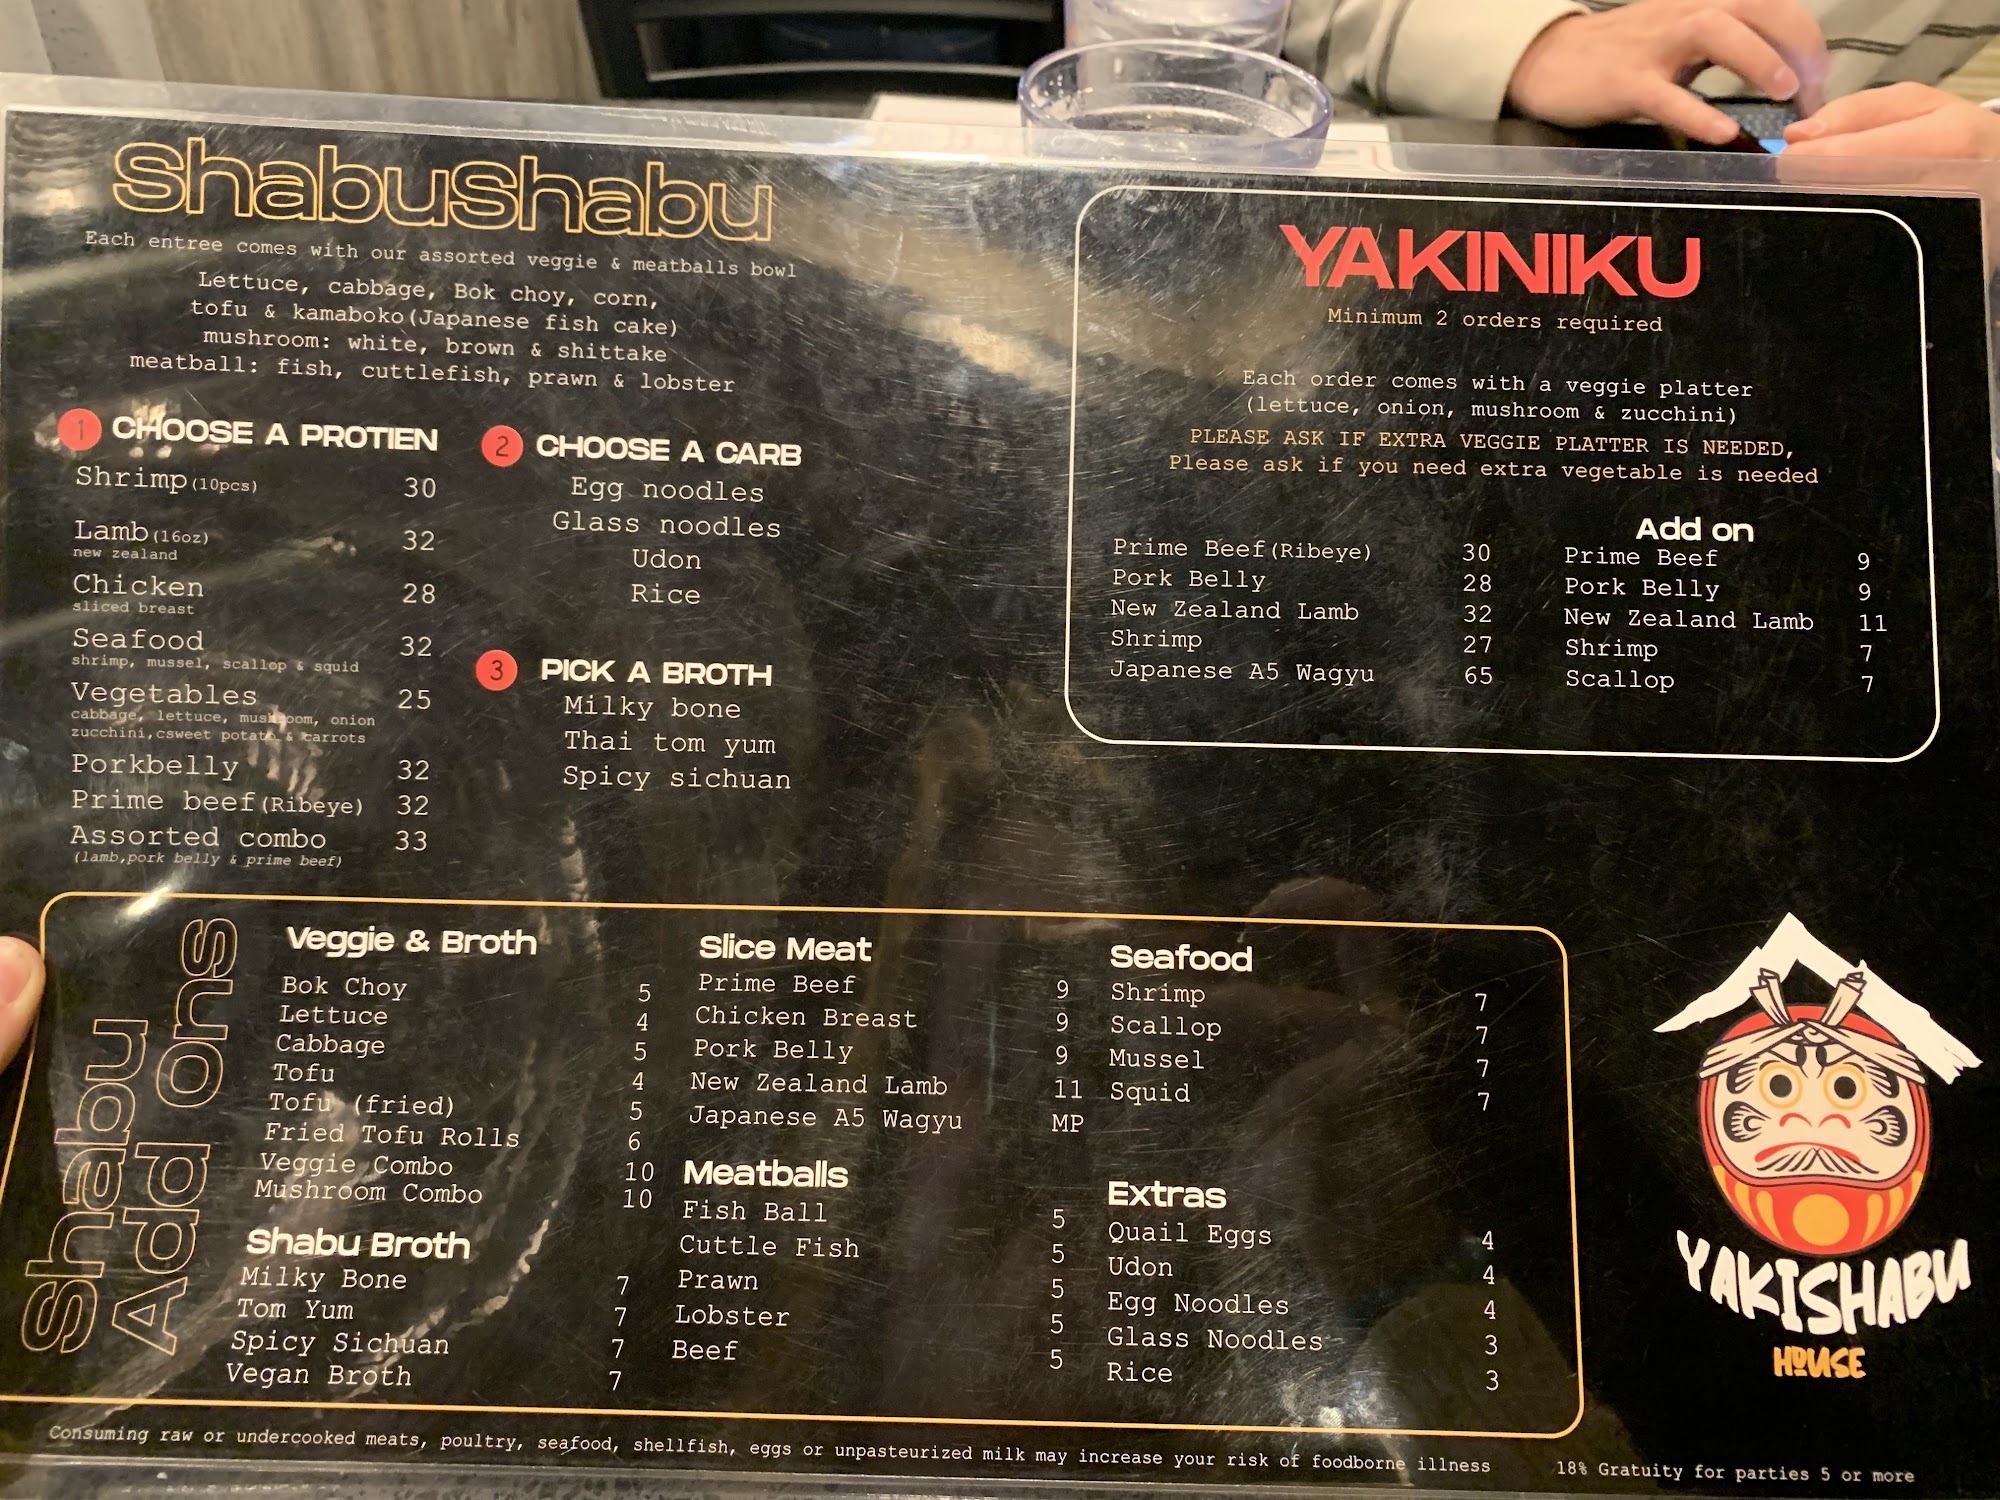 ShabuShabu
Each entree comes with our assorted veggie & meatballs bowl
Lettuce, cabbage, Bok choy, corn,
tofu & kamaboko(Japanese fish cake)
mushroom: white, brown & shittake
meatball: fish, cuttlefish, prawn & lobster
1 CHOOSE A PROTIEN
Shrimp(10pcs) 30
Lamb(16oz) 32
new zealand
Chicken 28
sliced breast
Seafood 32
shrimp, mussel, scallop & squid
Vegetables 25
cabbage, lettuce, mushroom, onion
zucchini,csweet potato & carrots
Porkbelly 32
Prime beef(Ribeye) 32
Assorted combo 33
(lamb,pork belly & prime beef)
2 CHOOSE A CARB
Egg noodles
Glass noodles
Udon
Rice
3 PICK A BROTH
Milky bone
Thai tom yum
Spicy sichuan
YAKINIKU
Minimum 2 orders required
Each order comes with a veggie platter
(lettuce, onion, mushroom & zucchini)
PLEASE ASK IF EXTRA VEGGIE PLATTER IS NEEDED,
Please ask if you need extra vegetable is needed
Prime Beef(Ribeye) 30
Pork Belly 28
New Zealand Lamb 32
Shrimp 27
Japanese A5 Wagyu 65
Add on
Prime Beef 9
Pork Belly 9
New Zealand Lamb 11
Shrimp 7
Scallop 7
Shabu
Add ons
Veggie & Broth
Bok Choy 5
Lettuce 4
Cabbage 5
Tofu 4
Tofu (fried) 5
Fried Tofu Rolls 6
Veggie Combo 10
Mushroom Combo 10
Shabu Broth
Milky Bone 7
Tom Yum 7
Spicy Sichuan 7
Vegan Broth 7
Slice Meat
Prime Beef 9
Chicken Breast 9
Pork Belly 9
New Zealand Lamb 11
Japanese A5 Wagyu MP
Meatballs
Fish Ball 5
Cuttle Fish 5
Prawn 5
Lobster 5
Beef 5
Seafood
Shrimp 7
Scallop 7
Mussel 7
Squid 7
Extras
Quail Eggs 4
Udon 4
Egg Noodles 4
Glass Noodles 3
Rice 3
YAKISHABU
HOUSE
Consuming raw or undercooked meats, poultry, seafood, shellfish, eggs or unpasteurized milk may increase your risk of foodborne illness
18% Gratuity for parties 5 or more